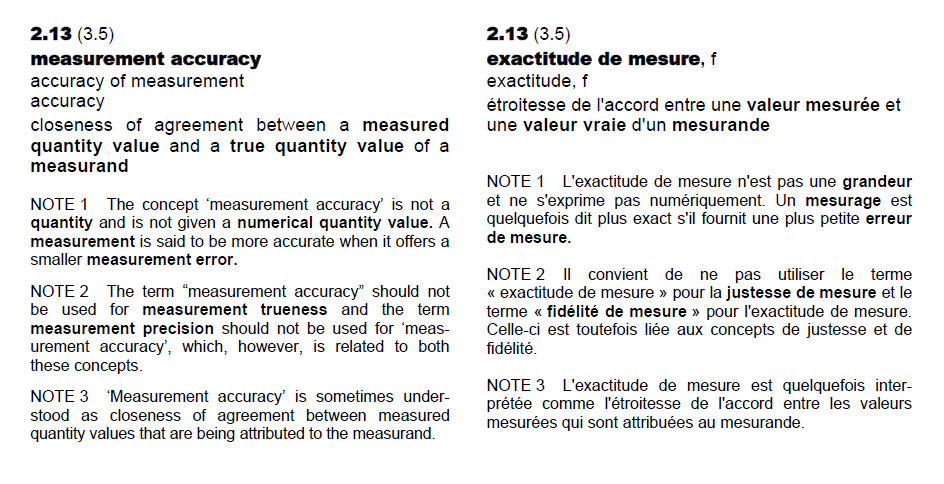 2.13 (3.5)
measurement accuracy
accuracy of measurement
accuracy
closeness of agreement between a measured
quantity value and a true quantity value of a
measurand
NOTE 1 The concept ‘measurement accuracy’ is not a
quantity and is not given a numerical quantity value. A
measurement is said to be more accurate when it offers a
smaller measurement error.
NOTE 2 The term “measurement accuracy” should not
be used for measurement trueness and the term
measurement precision should not be used for ‘meas-
urement accuracy’, which, however, is related to both
these concepts.
NOTE 3 ‘Measurement accuracy’ is sometimes under-
stood as closeness of agreement between measured
quantity values that are being attributed to the measurand.
2.13 (3.5)
exactitude de mesure, f
exactitude, f
étroitesse de l'accord entre une valeur mesurée et
une valeur vraie d'un mesurande
NOTE 1 L'exactitude de mesure n'est pas une grandeur
et ne s'exprime pas numériquement. Un mesurage est
quelquefois dit plus exact s'il fournit une plus petite erreur
de mesure.
NOTE 2 Il convient de ne pas utiliser le terme
« exactitude de mesure » pour la justesse de mesure et le
terme « fidélité de mesure » pour l'exactitude de mesure.
Celle-ci est toutefois liée aux concepts de justesse et de
fidélité.
NOTE 3 L'exactitude de mesure est quelquefois inter-
prétée comme l'étroitesse de l'accord entre les valeurs
mesurées qui sont attribuées au mesurande.